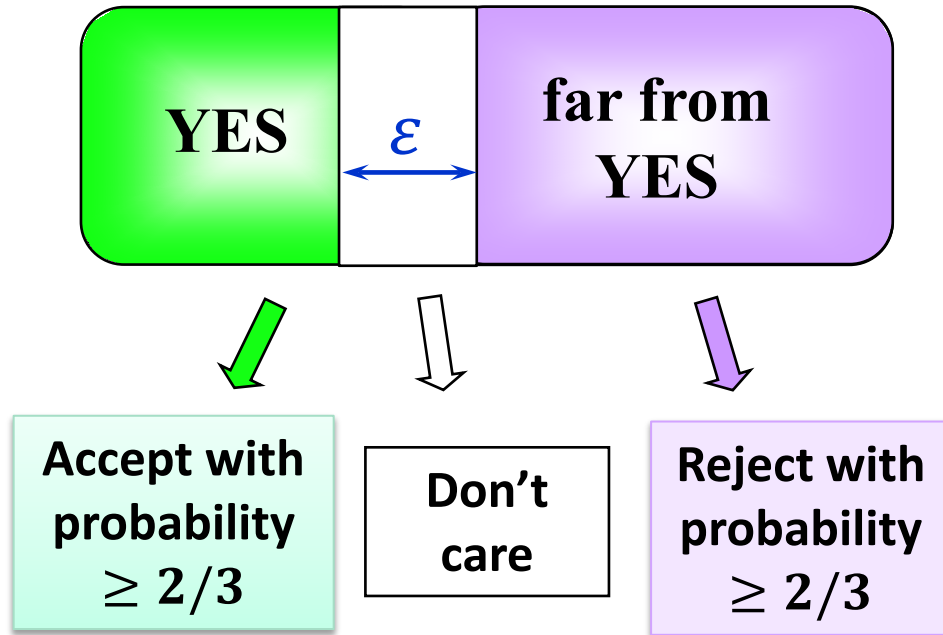 YES
ε
far from
YES
Accept with
probability
≥ 2/3
Don’t
care
Reject with
probability
≥ 2/3